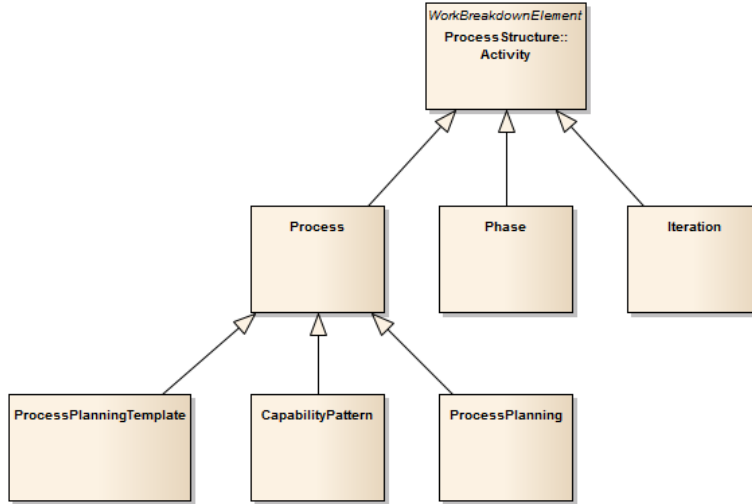 WorkBreakdownElement
ProcessStructure::
Activity
Process
Phase
Iteration
ProcessPlanningTemplate
CapabilityPattern
ProcessPlanning